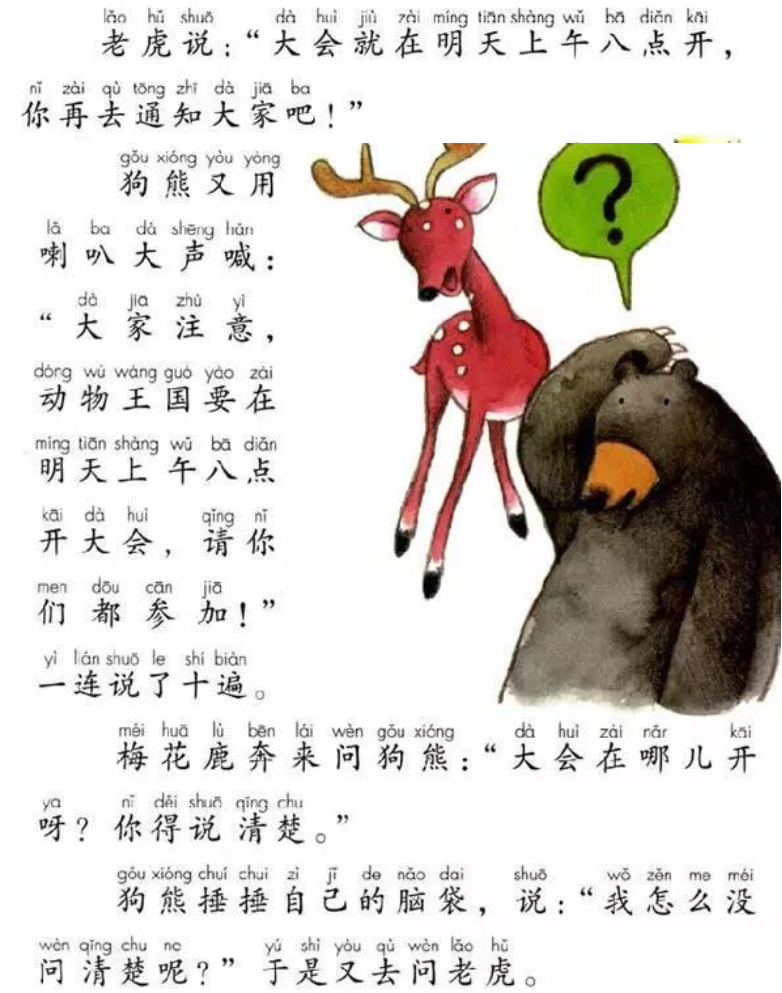 lǎo hǔ shuō dà huì jiù zài míng tiān shàng wǔ bā diǎn kāi
老虎说：“大会就在明天上午八点开，
nǐ zài qù tōng zhī dà jiā ba
你再去通知大家吧！”
gǒu xióng yòu yòng
狗熊又用
lǎ ba dà shēng hǎn
喇叭大声喊：
dà jiā zhù yì
“大家注意，
dòng wù wáng guó yào zài
动物王国要在
míng tiān shàng wǔ bā diǎn
明天上午八点
kāi dà huì qǐng nǐ
开大会，请你
men dōu cān jiā
们都参加！”
yì lián shuō le shí biàn
一连说了十遍。
méi huā lù bēn lái wèn gǒu xióng dà huì zài nǎr kāi
梅花鹿奔来问狗熊：“大会在哪儿开
ya nǐ děi shuō qīng chu
呀？你得说清楚。”
gǒu xióng chuí chui zì jǐ de nǎo dai shuō wǒ zěn me méi
狗熊捶捶自己的脑袋，说：“我怎么没
wèn qīng chu ne yú shì yòu qù wèn lǎo hǔ
问清楚呢？”于是又去问老虎。
?